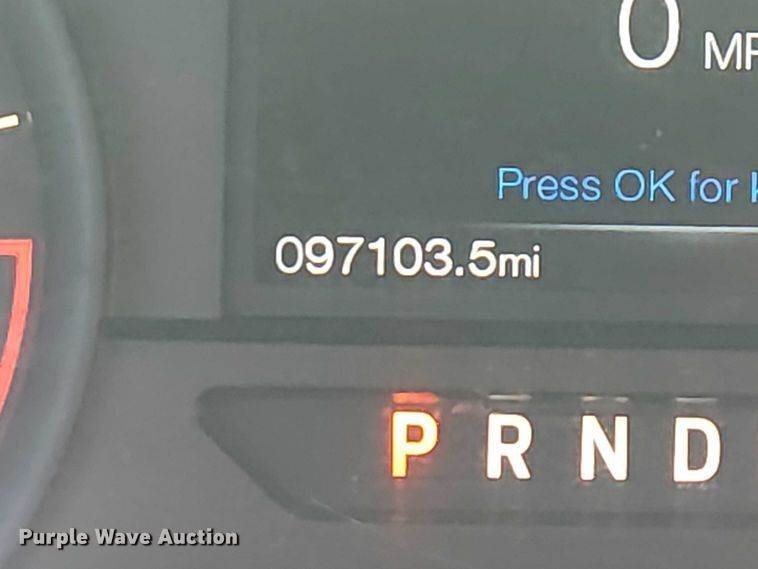 0 MP
Press OK for k
097103.5mi
P R N D
Purple Wave Auction